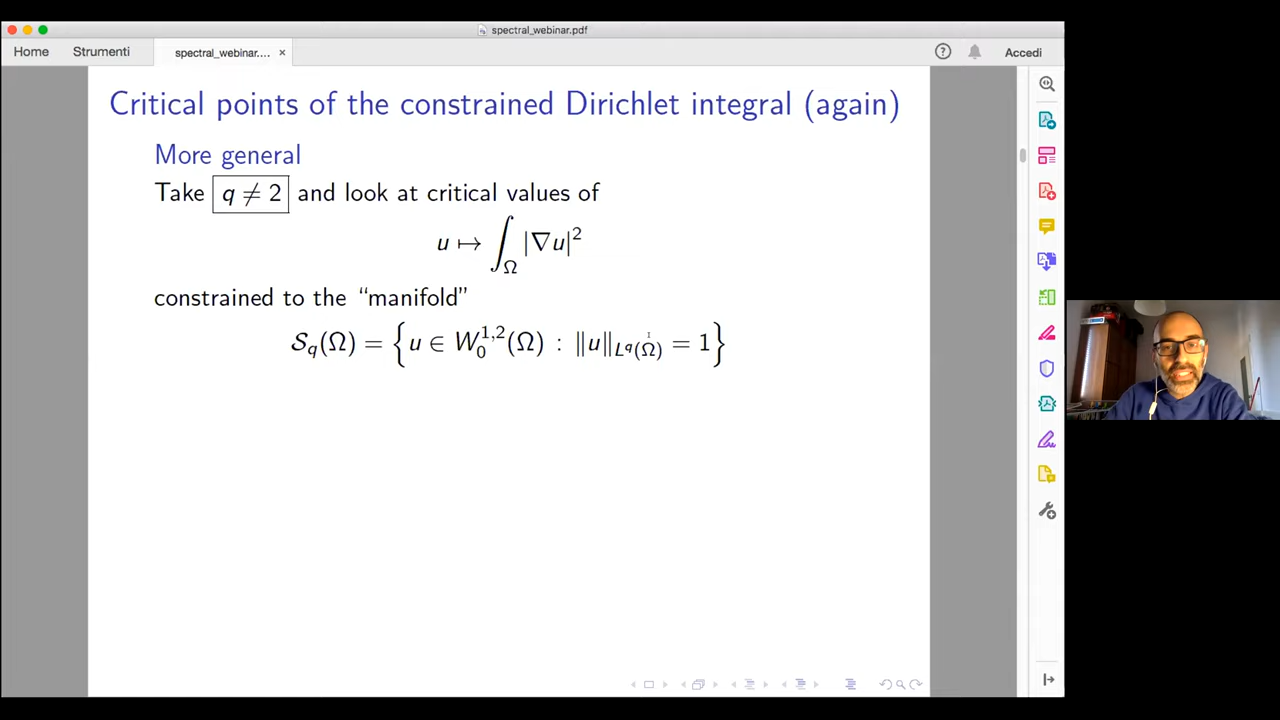 spectral_webinar.pdf
Home Strumenti spectral_webinar.... × Accedi
Critical points of the constrained Dirichlet integral (again)
More general
Take q ≠ 2 and look at critical values of
u ↦ ∫_Ω |∇u|²
constrained to the “manifold”
𝒮_q(Ω) = { u ∈ W_0^{1,2}(Ω) : ‖u‖_{L^q(Ω)} = 1 }